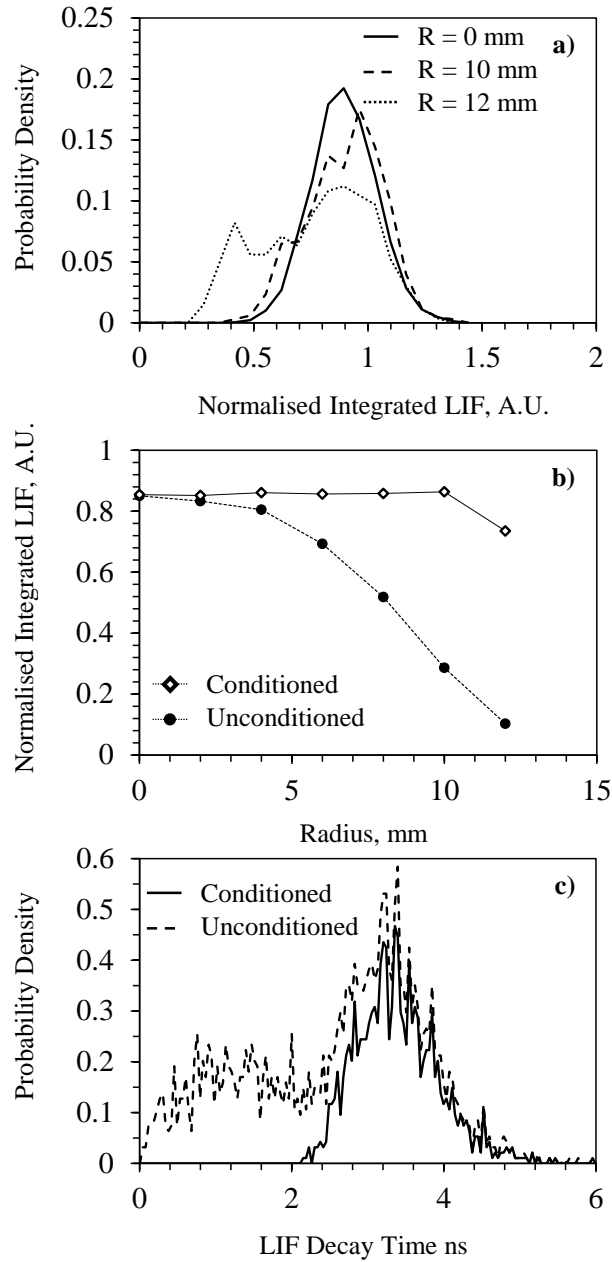 0.25
R = 0 mm
a)
0.2
R = 10 mm
R = 12 mm
0.15
0.1
0.05
0
Probability Density
0 0.5 1 1.5 2
Normalised Integrated LIF, A.U.
1
b)
0.8
0.6
0.4
0.2
0
Normalised Integrated LIF, A.U.
Conditioned
Unconditioned
0 5 10 15
Radius, mm
0.6
c)
Conditioned
0.5
Unconditioned
0.4
0.3
0.2
0.1
0
Probability Density
0 2 4 6
LIF Decay Time ns